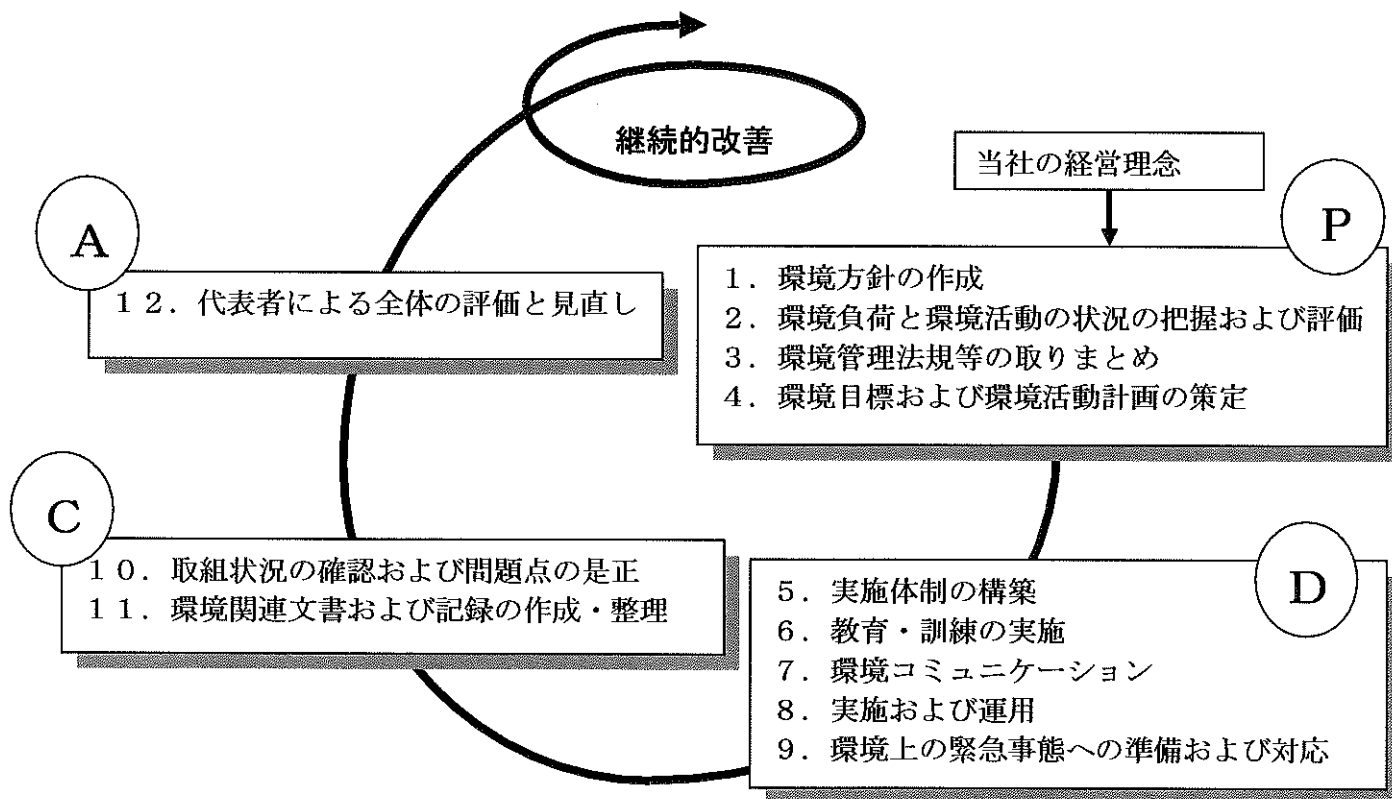 継続的改善
当社の経営理念
P
1．環境方針の作成
2．環境負荷と環境活動の状況の把握および評価
3．環境管理法規等の取りまとめ
4．環境目標および環境活動計画の策定
D
5．実施体制の構築
6．教育・訓練の実施
7．環境コミュニケーション
8．実施および運用
9．環境上の緊急事態への準備および対応
C
10．取組状況の確認および問題点の是正
11．環境関連文書および記録の作成・整理
A
12．代表者による全体の評価と見直し